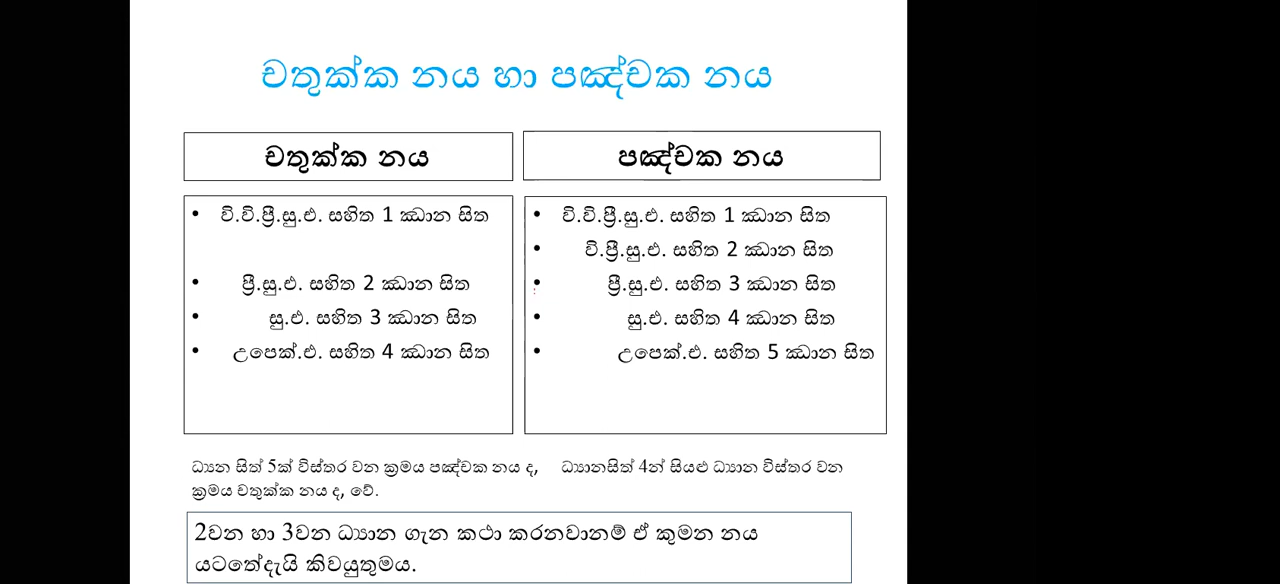 චතුක්ක නය හා පඤ්චක නය
චතුක්ක නය
පඤ්චක නය
• වි.වි.ප්‍රී.සු.එ. සහිත 1 ඣාන සිත
• ප්‍රී.සු.එ. සහිත 2 ඣාන සිත
• සු.එ. සහිත 3 ඣාන සිත
• උපෙක්.එ. සහිත 4 ඣාන සිත
• වි.වි.ප්‍රී.සු.එ. සහිත 1 ඣාන සිත
• වි.ප්‍රී.සු.එ. සහිත 2 ඣාන සිත
• ප්‍රී.සු.එ. සහිත 3 ඣාන සිත
• සු.එ. සහිත 4 ඣාන සිත
• උපෙක්.එ. සහිත 5 ඣාන සිත
ධ්‍යන සිත් 5ක් විස්තර වන ක්‍රමය පඤ්චක නය ද, ධ්‍යානසිත් 4න් සියළු ධ්‍යාන විස්තර වන
ක්‍රමය චතුක්ක නය ද, වේ.
2වන හා 3වන ධ්‍යාන ගැන කථා කරනවානම් ඒ කුමන නය
යටතේදැයි කිවයුතුමය.